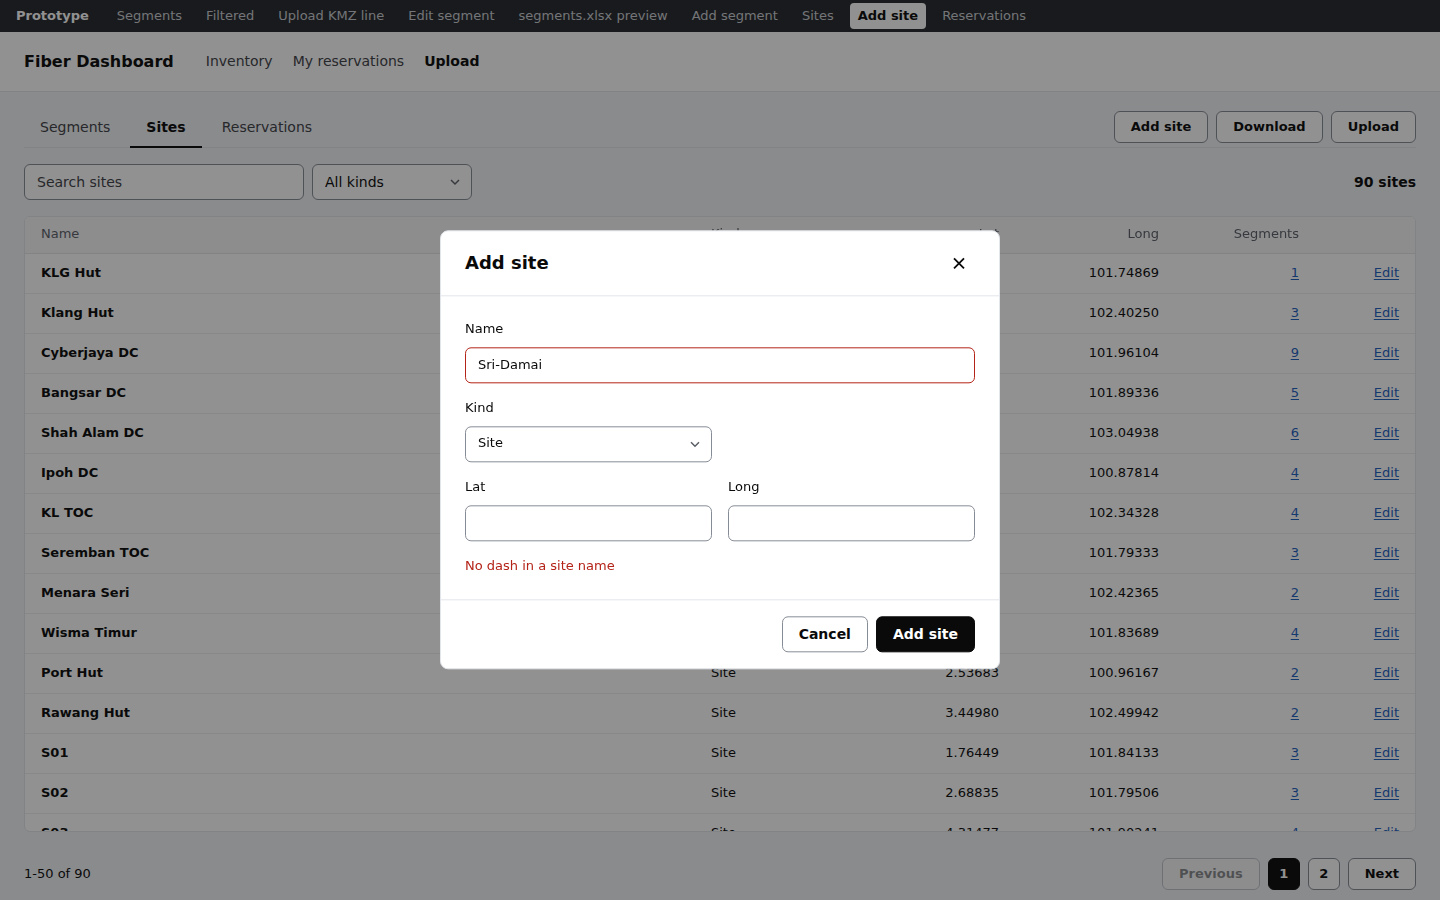 Prototype Segments Filtered Upload KMZ line Edit segment segments.xlsx preview Add segment Sites Add site Reservations
Fiber Dashboard Inventory My reservations Upload
Segments Sites Reservations Add site Download Upload
Search sites All kinds 90 sites
Name Long Segments
KLG Hut 101.74869 1 Edit
Klang Hut 102.40250 3 Edit
Cyberjaya DC 101.96104 9 Edit
Bangsar DC 101.89336 5 Edit
Shah Alam DC 103.04938 6 Edit
Ipoh DC 100.87814 4 Edit
KL TOC 102.34328 4 Edit
Seremban TOC 101.79333 3 Edit
Menara Seri 102.42365 2 Edit
Wisma Timur 101.83689 4 Edit
Port Hut Site 2.53683 100.96167 2 Edit
Rawang Hut Site 3.44980 102.49942 2 Edit
S01 Site 1.76449 101.84133 3 Edit
S02 Site 2.68835 101.79506 3 Edit
Add site
Name
Sri-Damai
Kind
Site
Lat Long
No dash in a site name
Cancel Add site
1-50 of 90 Previous 1 2 Next